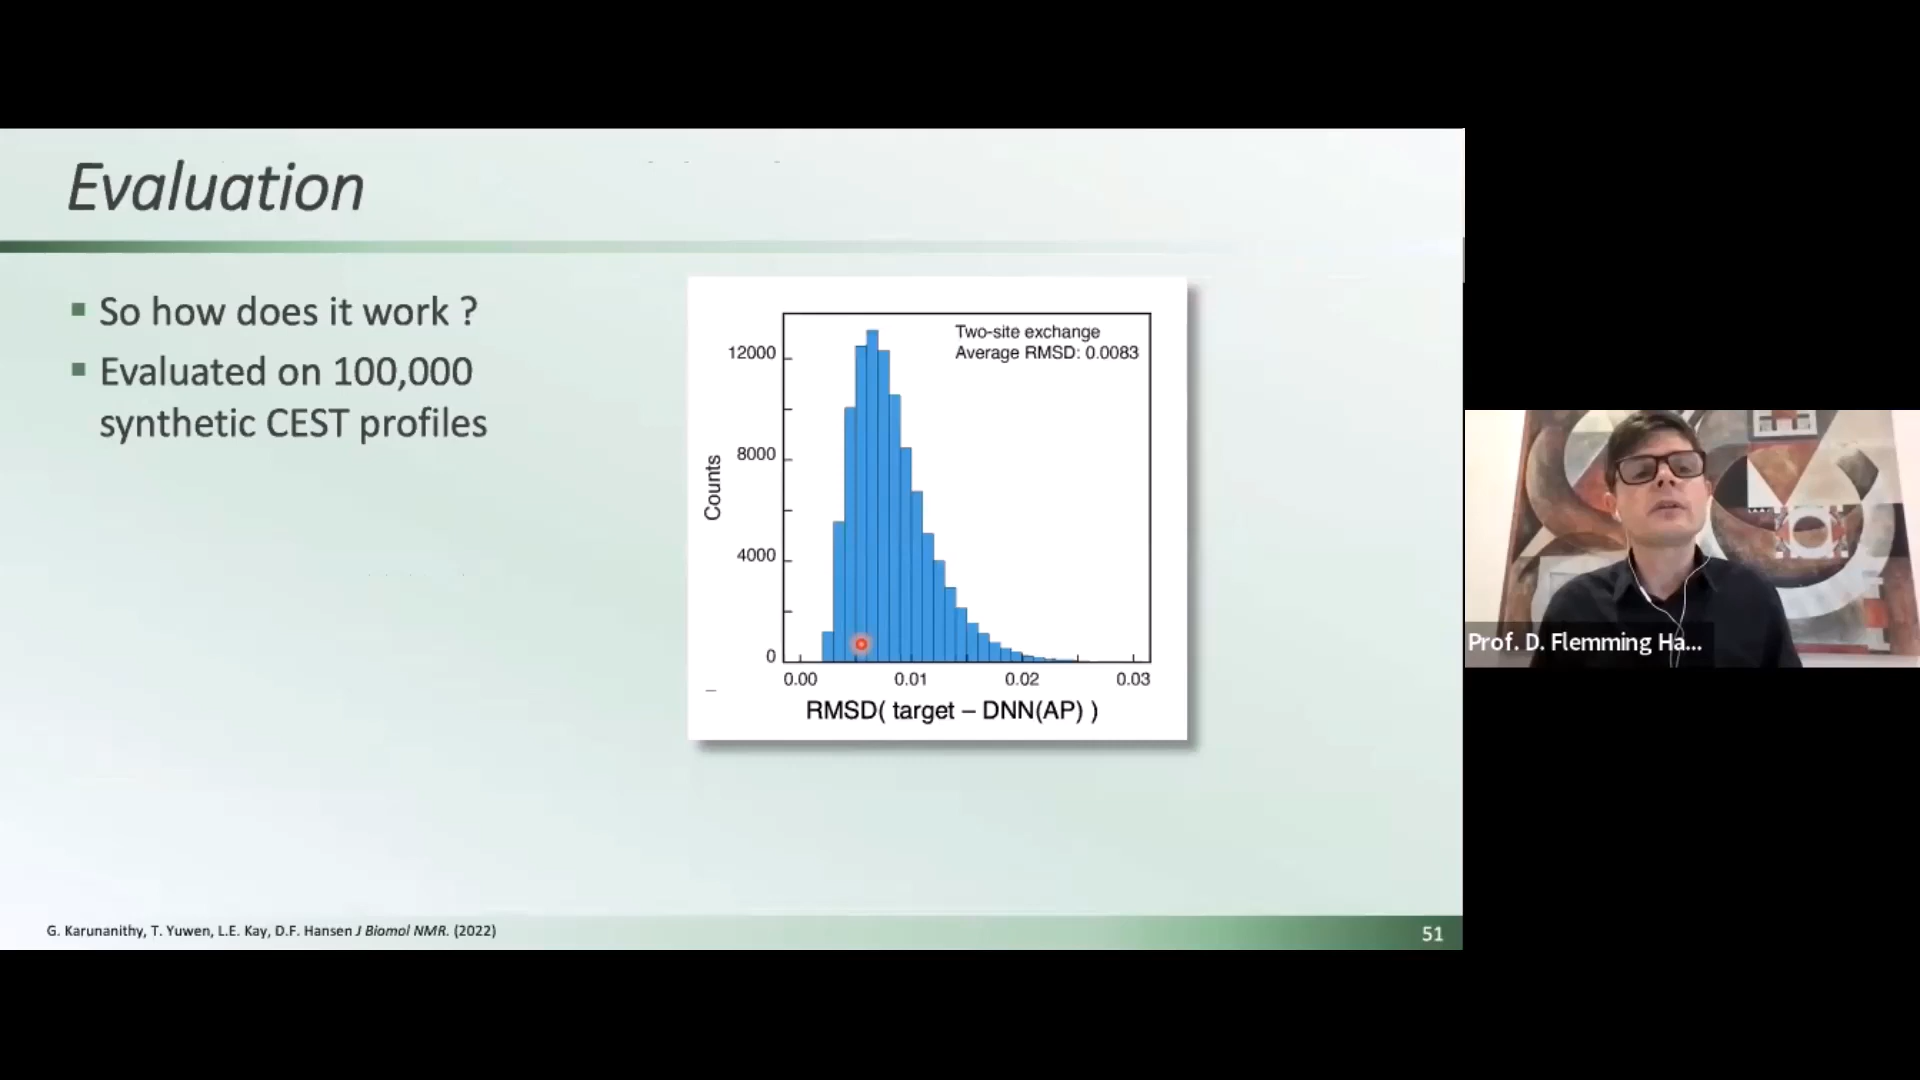 Evaluation
So how does it work ?
Evaluated on 100,000
synthetic CEST profiles
Two-site exchange
Average RMSD: 0.0083
12000
8000
4000
0
Counts
0.00 0.01 0.02 0.03
RMSD( target – DNN(AP) )
Prof. D. Flemming Ha...
G. Karunanithy, T. Yuwen, L.E. Kay, D.F. Hansen J Biomol NMR. (2022)
51